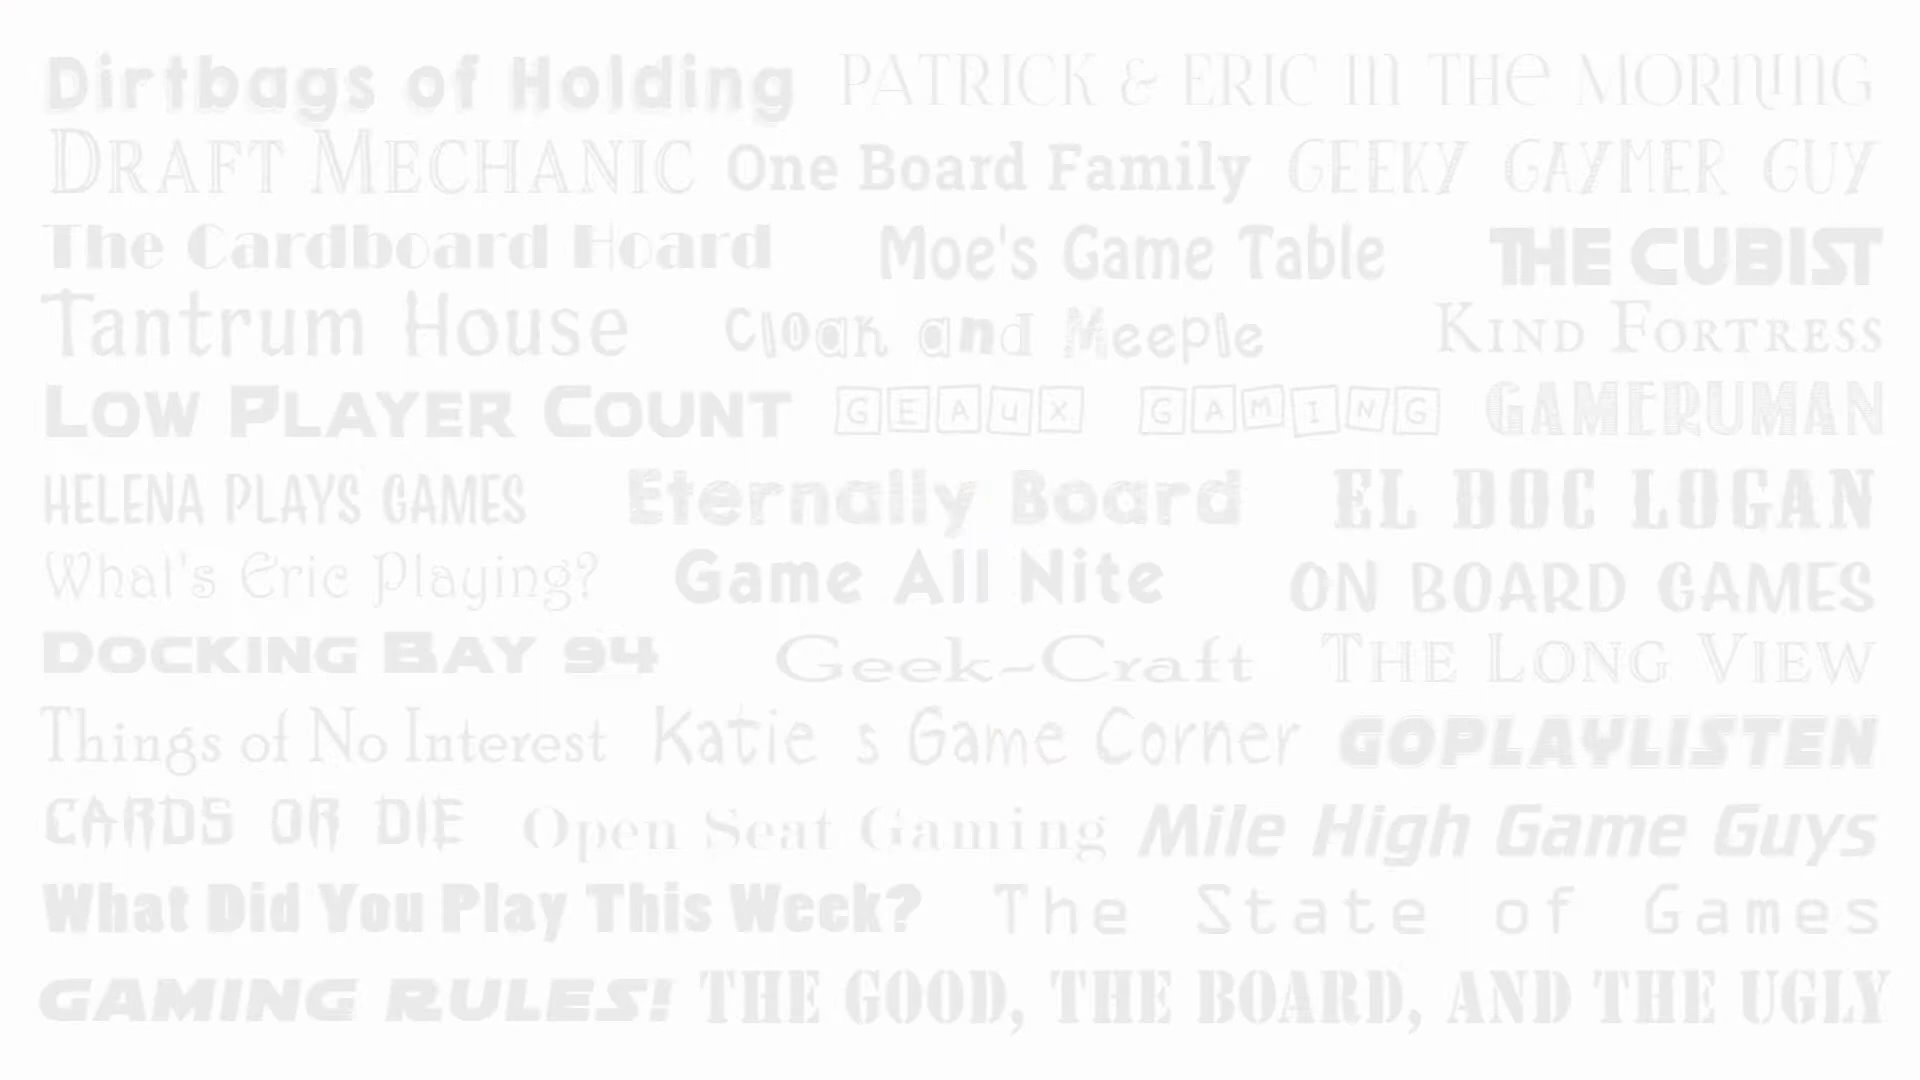 Dirtbags of Holding PATRICK & ERIC In THe MORnInG
DRAFT MECHANIC One Board Family GEEKY GAYMER GUY
The Cardboard Hoard Moe's Game Table THE CUBIST
Tantrum House Cloak and Meeple KIND FORTRESS
LOW PLAYER COUNT GEAUX GAMING GAMERUMAN
HELENA PLAYS GAMES Eternally Board EL DOC LOGAN
What's Eric Playing? Game All Nite ON BOARD GAMES
DOCKING BAY 94 Geek-Craft THE LONG VIEW
Things of No Interest Katie s Game Corner GOPLAYLISTEN
CARDS OR DIE Open Seat Gaming Mile High Game Guys
What Did You Play This Week? The State of Games
GAMING RULES! THE GOOD, THE BOARD, AND THE UGLY